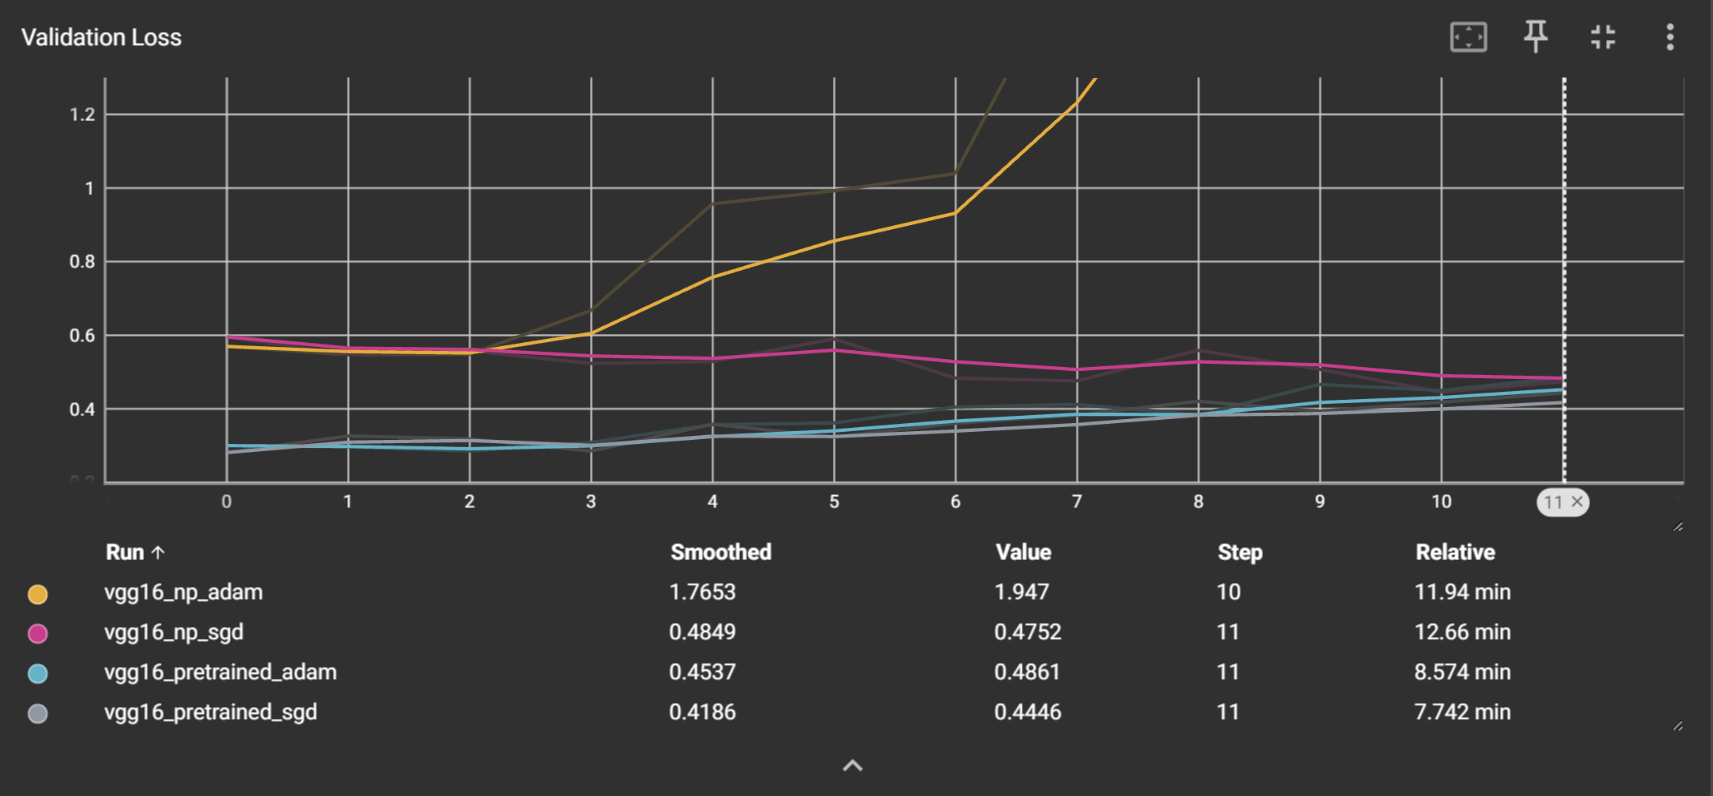 Validation Loss
1.2
1
0.8
0.6
0.4
0.2
0 1 2 3 4 5 6 7 8 9 10 11 ×
Run ↑ Smoothed Value Step Relative
vgg16_np_adam 1.7653 1.947 10 11.94 min
vgg16_np_sgd 0.4849 0.4752 11 12.66 min
vgg16_pretrained_adam 0.4537 0.4861 11 8.574 min
vgg16_pretrained_sgd 0.4186 0.4446 11 7.742 min